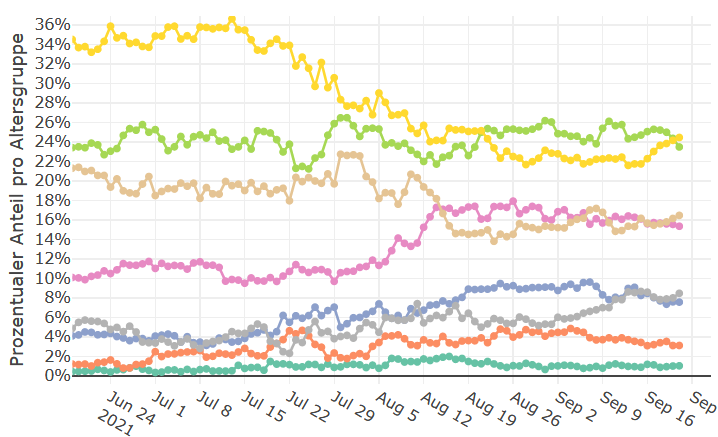 Prozentualer Anteil pro Altersgruppe
36%
34%
32%
30%
28%
26%
24%
22%
20%
18%
16%
14%
12%
10%
8%
6%
4%
2%
0%
Jun 24
2021
Jul 1
Jul 8
Jul 15
Jul 22
Jul 29
Aug 5
Aug 12
Aug 19
Aug 26
Sep 2
Sep 9
Sep 16
Sep